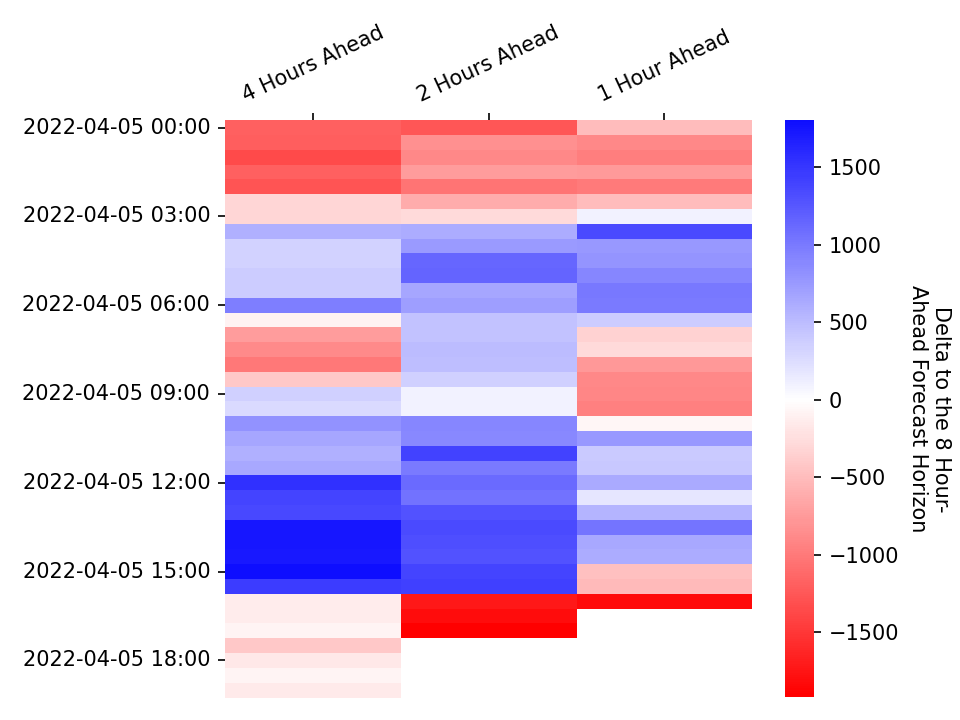 4 Hours Ahead
2 Hours Ahead
1 Hour Ahead
2022-04-05 00:00
2022-04-05 03:00
2022-04-05 06:00
2022-04-05 09:00
2022-04-05 12:00
2022-04-05 15:00
2022-04-05 18:00
1500
1000
500
0
−500
−1000
−1500
Delta to the 8 Hour-
Ahead Forecast Horizon